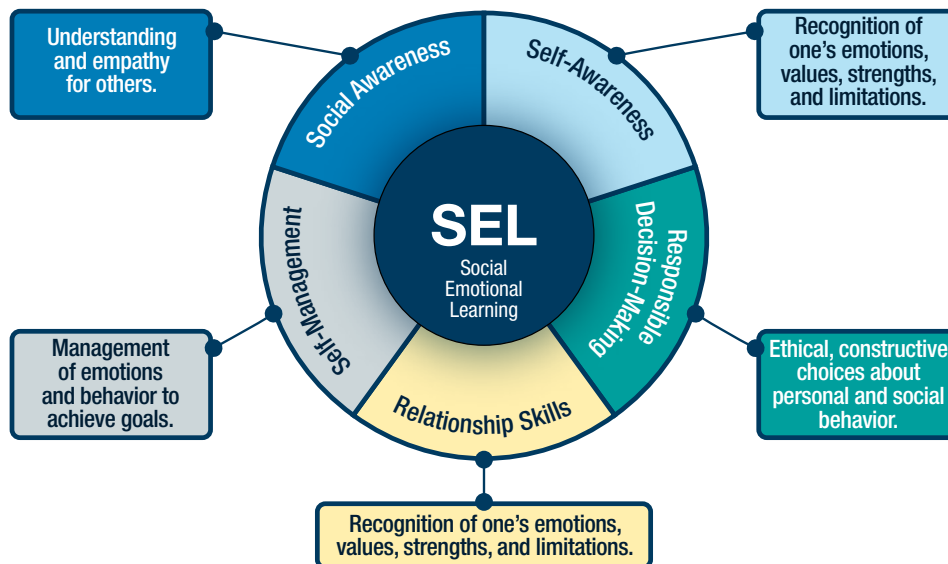 Understanding
and empathy
for others.
Social Awareness
Self-Awareness
Recognition of
one’s emotions,
values, strengths,
and limitations.
SEL
Social
Emotional
Learning
Self-Management
Responsible
Decision-Making
Management
of emotions
and behavior to
achieve goals.
Relationship Skills
Ethical, constructive
choices about
personal and social
behavior.
Recognition of one’s emotions,
values, strengths, and limitations.